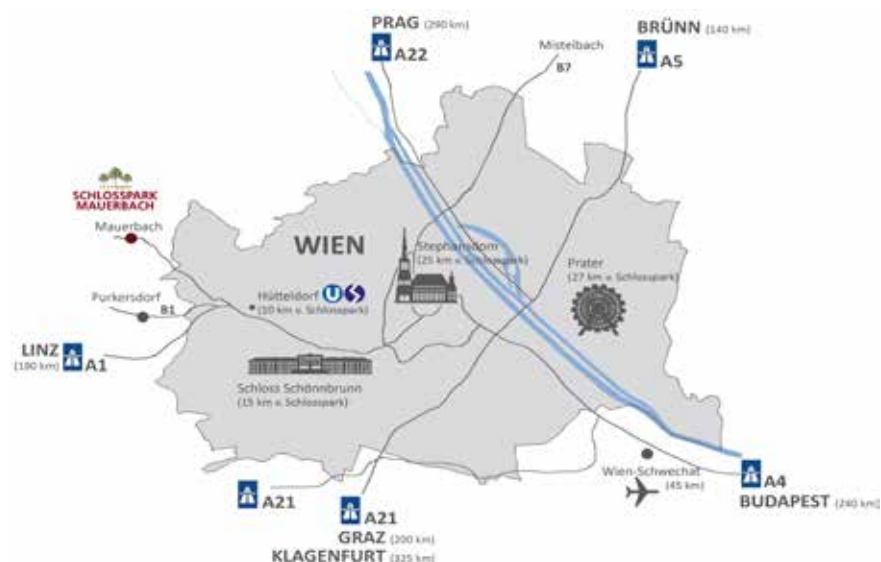 PRAG (290 km)
A22
Mistelbach
B7
BRÜNN (140 km)
A5
SCHLOSSPARK
MAUERBACH
Mauerbach
WIEN
Stephansdom
(25 km v. Schlosspark)
Prater
(27 km v. Schlosspark)
Purkersdorf
B1
Hütteldorf U S
(10 km v. Schlosspark)
LINZ
(180 km)
A1
Schloss Schönnbrunn
(15 km v. Schlosspark)
A21
A21
GRAZ (200 km)
KLAGENFURT (325 km)
Wien-Schwechat
(45 km)
A4
BUDAPEST (240 km)